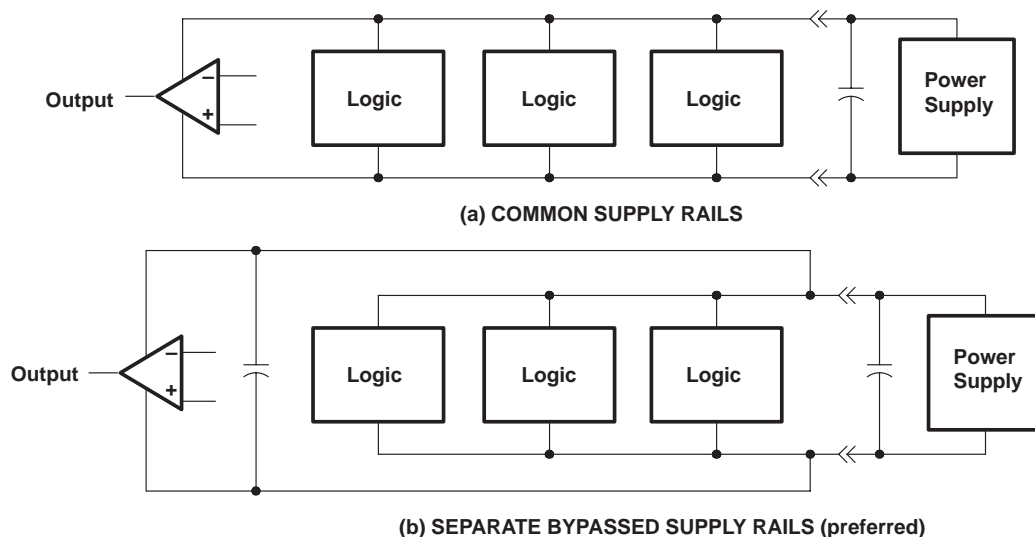 Output
−
+
Logic
Logic
Logic
Power
Supply
(a) COMMON SUPPLY RAILS
Output
−
+
Logic
Logic
Logic
Power
Supply
(b) SEPARATE BYPASSED SUPPLY RAILS (preferred)